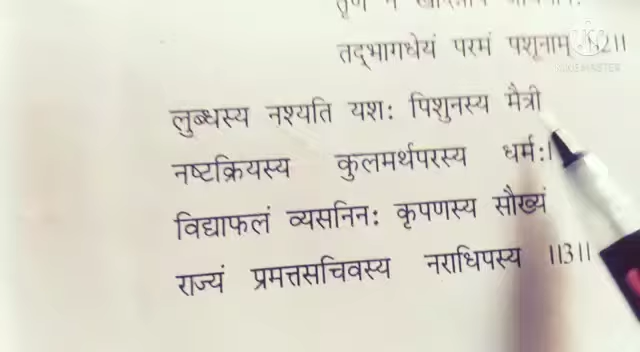 तद्भागधेयं परमं पशूनाम् ॥2॥
लुब्धस्य नश्यति यशः पिशुनस्य मैत्री
नष्टक्रियस्य कुलमर्थपरस्य धर्मः।
विद्याफलं व्यसनिनः कृपणस्य सौख्यं
राज्यं प्रमत्तसचिवस्य नराधिपस्य ॥3॥